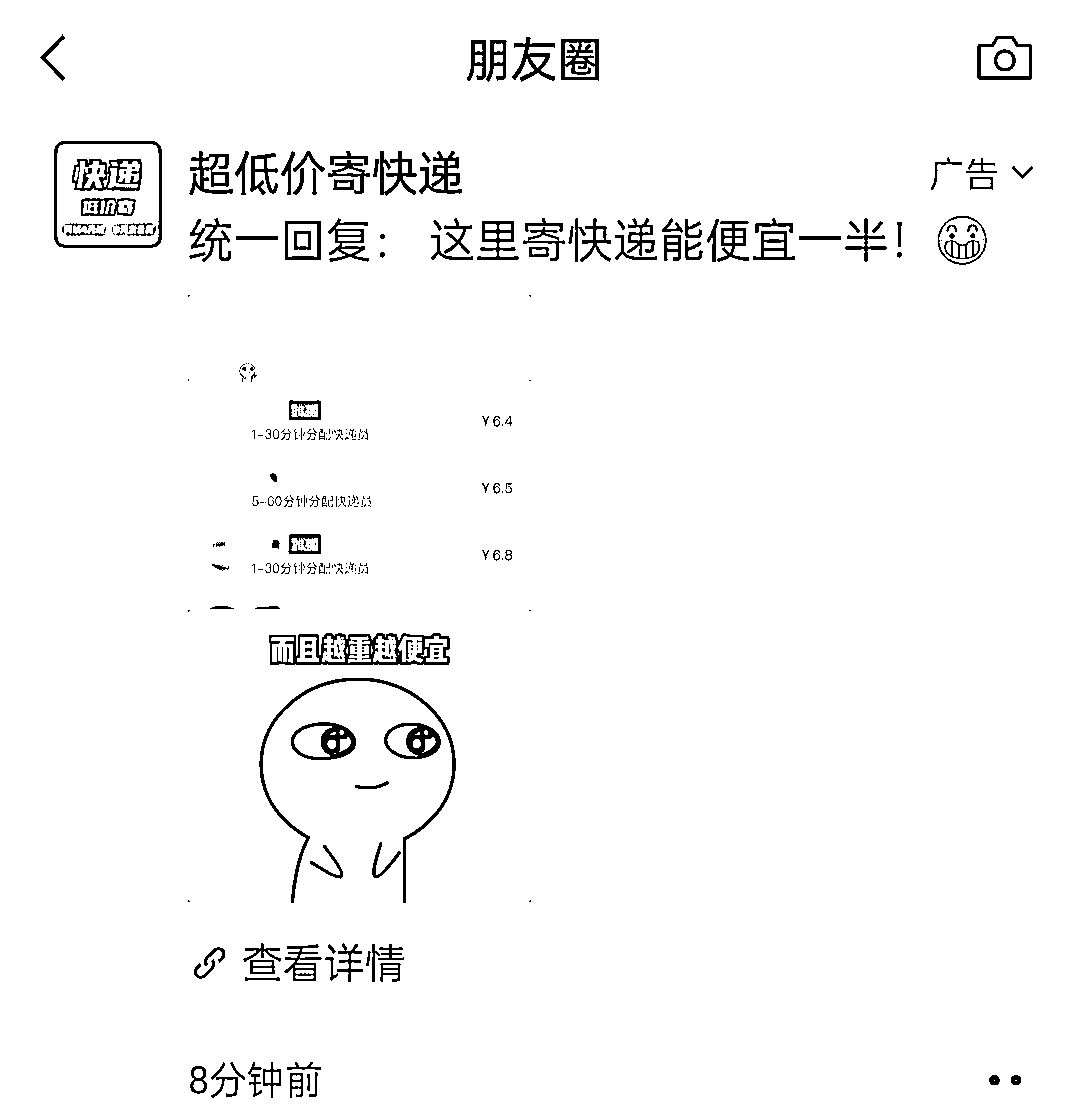 朋友圈
快递
低价寄
超低价寄快递
广告
统一回复： 这里寄快递能便宜一半！
1-30分钟分配快递员
¥6.4
5-60分钟分配快递员
¥6.5
1-30分钟分配快递员
¥6.8
而且越重越便宜
查看详情
8分钟前